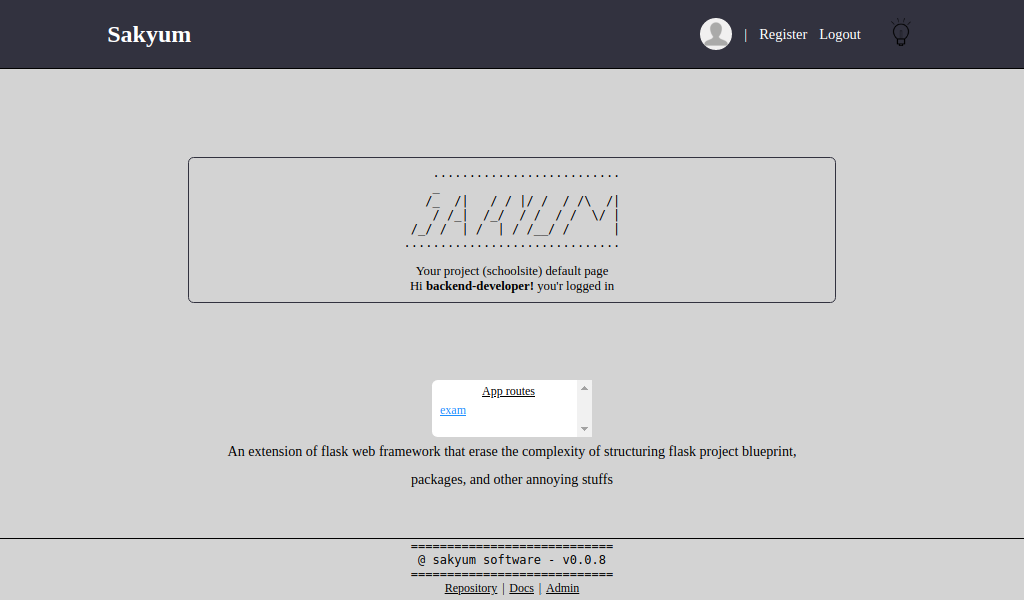 Sakyum
| Register Logout
..........................
_
/_  /|   / / |/ /  / /\  /|
/ /_|  /_/  / /  / /  \/ |
/_/ /  | /  | / /__/ /      |
..............................
Your project (schoolsite) default page
Hi backend-developer! you'r logged in
App routes
exam
An extension of flask web framework that erase the complexity of structuring flask project blueprint,
packages, and other annoying stuffs
============================
@ sakyum software - v0.0.8
============================
Repository | Docs | Admin